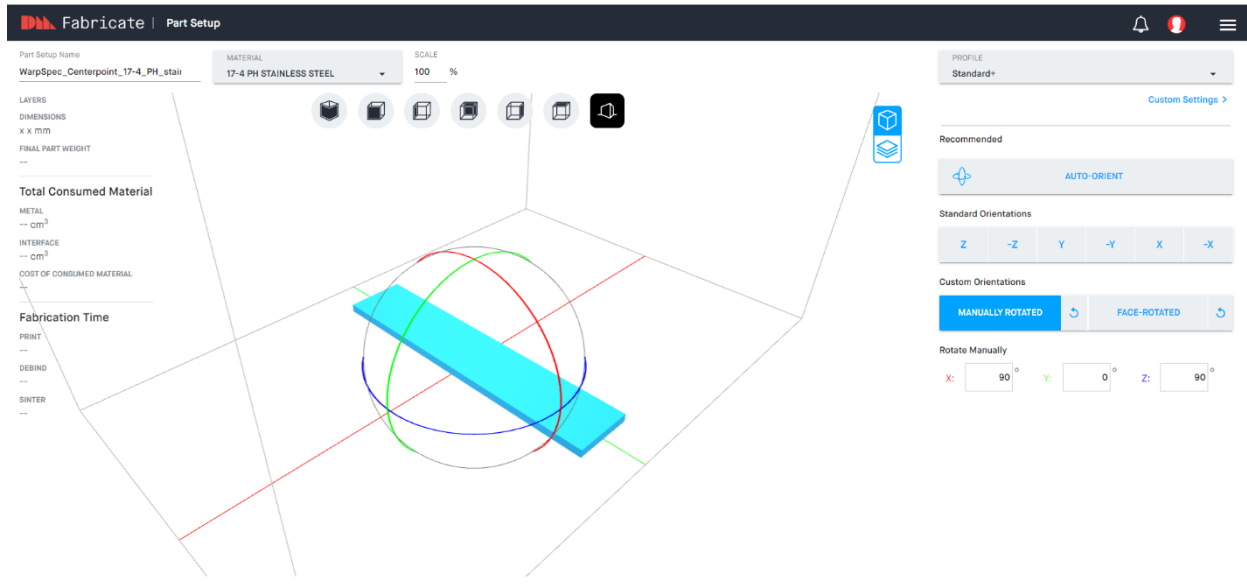 DM. Fabricate | Part Setup
Part Setup Name
WarpSpec_Centerpoint_17-4_PH_stair
MATERIAL
17-4 PH STAINLESS STEEL
SCALE
100 %
LAYERS
DIMENSIONS
x x mm
FINAL PART WEIGHT
--
Total Consumed Material
METAL
-- cm³
INTERFACE
-- cm³
COST OF CONSUMED MATERIAL
--
Fabrication Time
PRINT
--
DEBIND
--
SINTER
--
PROFILE
Standard+
Custom Settings >
Recommended
AUTO-ORIENT
Standard Orientations
Z -Z Y -Y X -X
Custom Orientations
MANUALLY ROTATED FACE-ROTATED
Rotate Manually
X: 90° Y: 0° Z: 90°